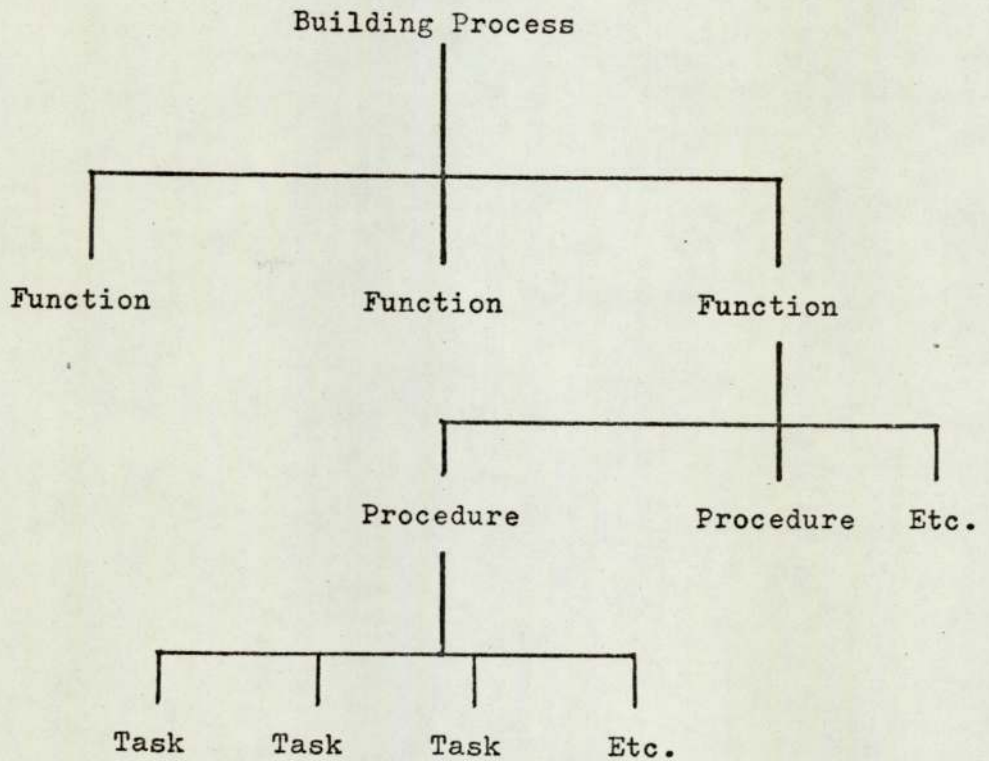 Building Process
Function Function Function
Procedure Procedure Etc.
Task Task Task Etc.